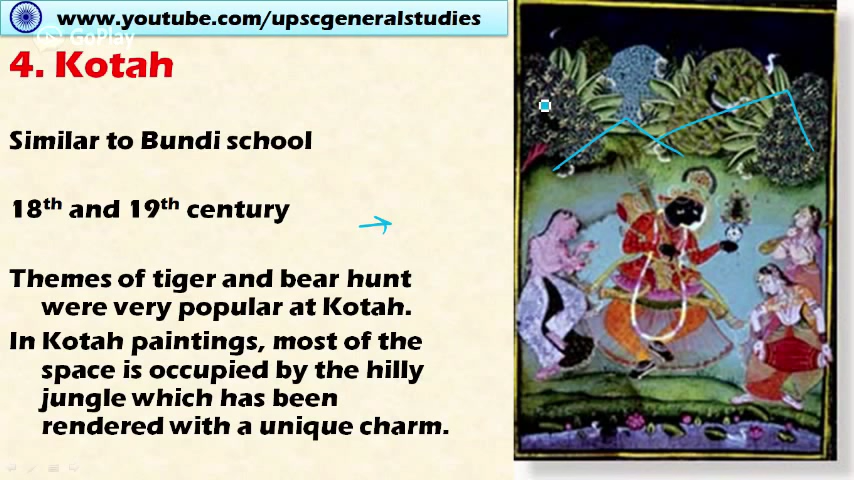 www.youtube.com/upscgeneralstudies
GoPlay
4. Kotah
Similar to Bundi school
18th and 19th century
Themes of tiger and bear hunt
were very popular at Kotah.
In Kotah paintings, most of the
space is occupied by the hilly
jungle which has been
rendered with a unique charm.